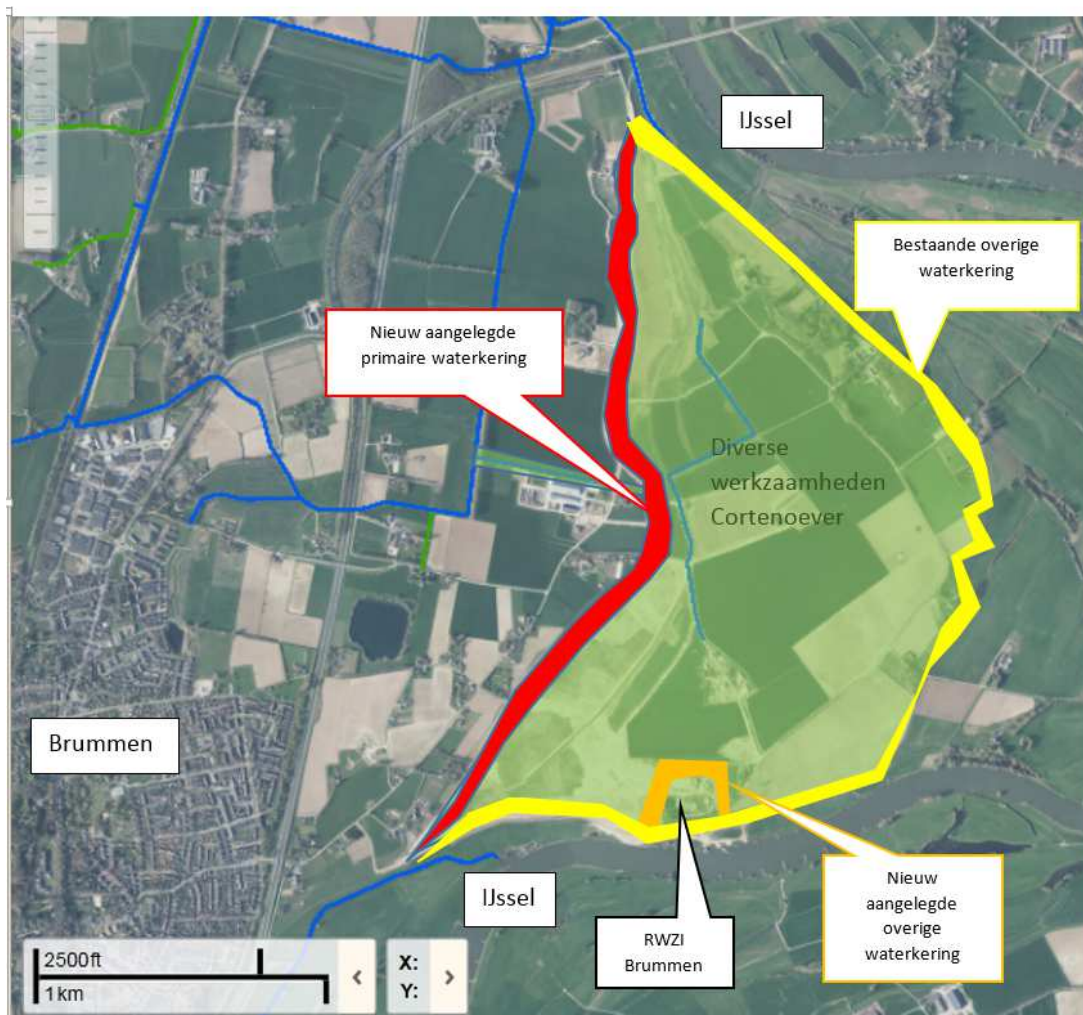 IJssel
Bestaande overige
waterkering
Nieuw aangelegde
primaire waterkering
Diverse
werkzaamheden
Cortenoever
Brummen
IJssel
RWZI
Brummen
Nieuw
aangelegde
overige
waterkering
2500ft
1km
<
X:
Y:
>